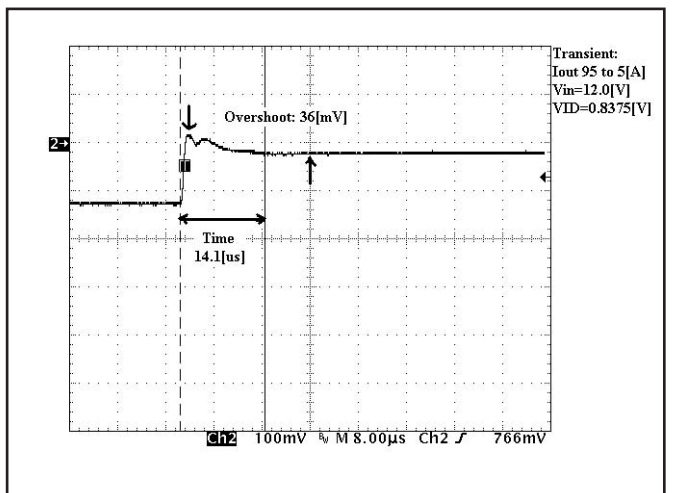 Transient:
Iout 95 to 5[A]
Vin=12.0[V]
VID=0.8375[V]
Overshoot: 36[mV]
2→
T
Time
14.1[us]
Ch2 100mV Bw M 8.00µs Ch2 ∫ 766mV